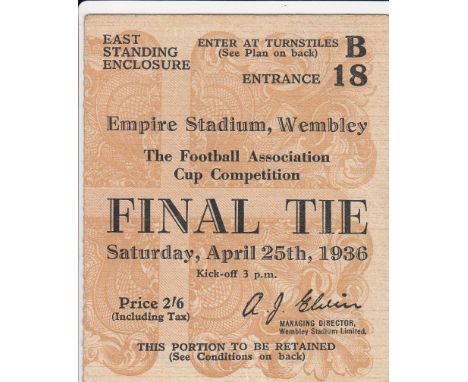 EAST STANDING ENCLOSURE
ENTER AT TURNSTILES B
(See Plan on back)
ENTRANCE 18
Empire Stadium, Wembley
The Football Association
Cup Competition
FINAL TIE
Saturday, April 25th, 1936
Kick-off 3 p.m.
Price 2/6
(Including Tax)
A. J. Elvin
MANAGING DIRECTOR,
Wembley Stadium Limited.
THIS PORTION TO BE RETAINED
(See Conditions on back)